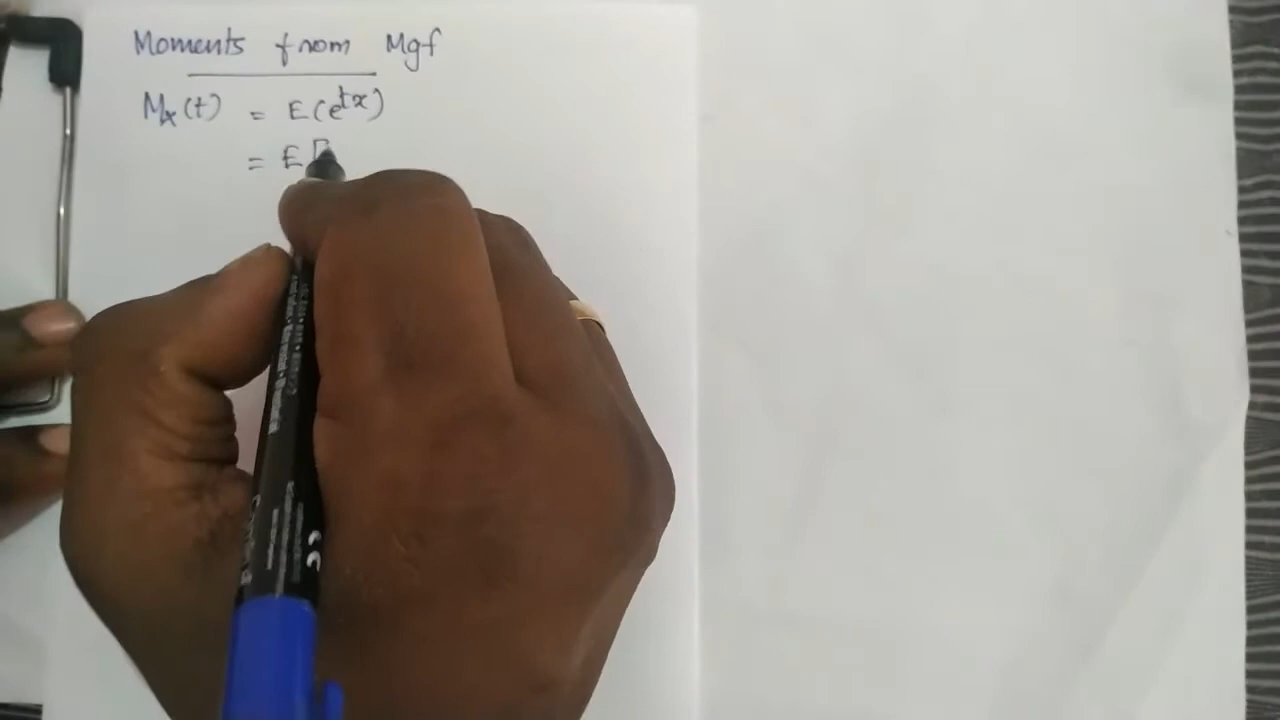 Moments from Mgf
Mx(t) = E(e^tx)
= E [